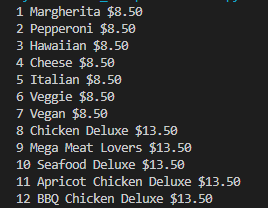 1 Margherita $8.50
2 Pepperoni $8.50
3 Hawaiian $8.50
4 Cheese $8.50
5 Italian $8.50
6 Veggie $8.50
7 Vegan $8.50
8 Chicken Deluxe $13.50
9 Mega Meat Lovers $13.50
10 Seafood Deluxe $13.50
11 Apricot Chicken Deluxe $13.50
12 BBQ Chicken Deluxe $13.50